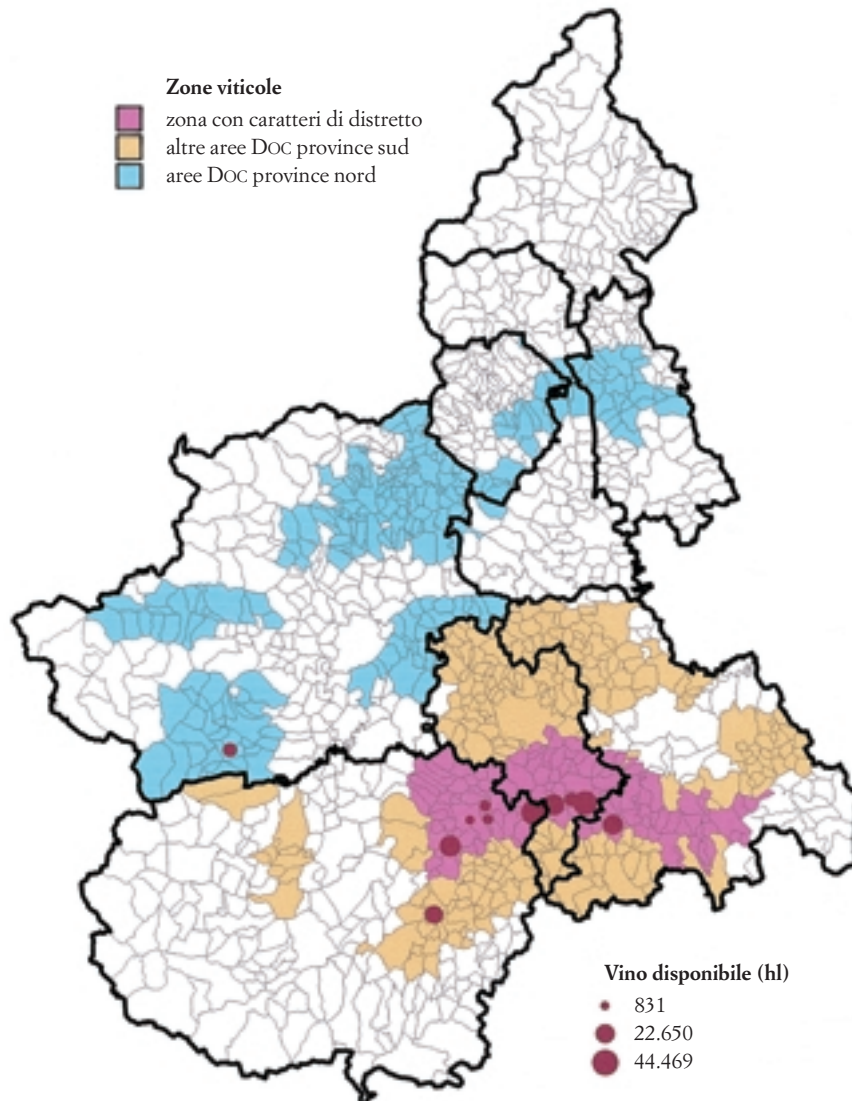 Zone viticole
zona con caratteri di distretto
altre aree DOC province sud
aree DOC province nord
Vino disponibile (hl)
831
22.650
44.469